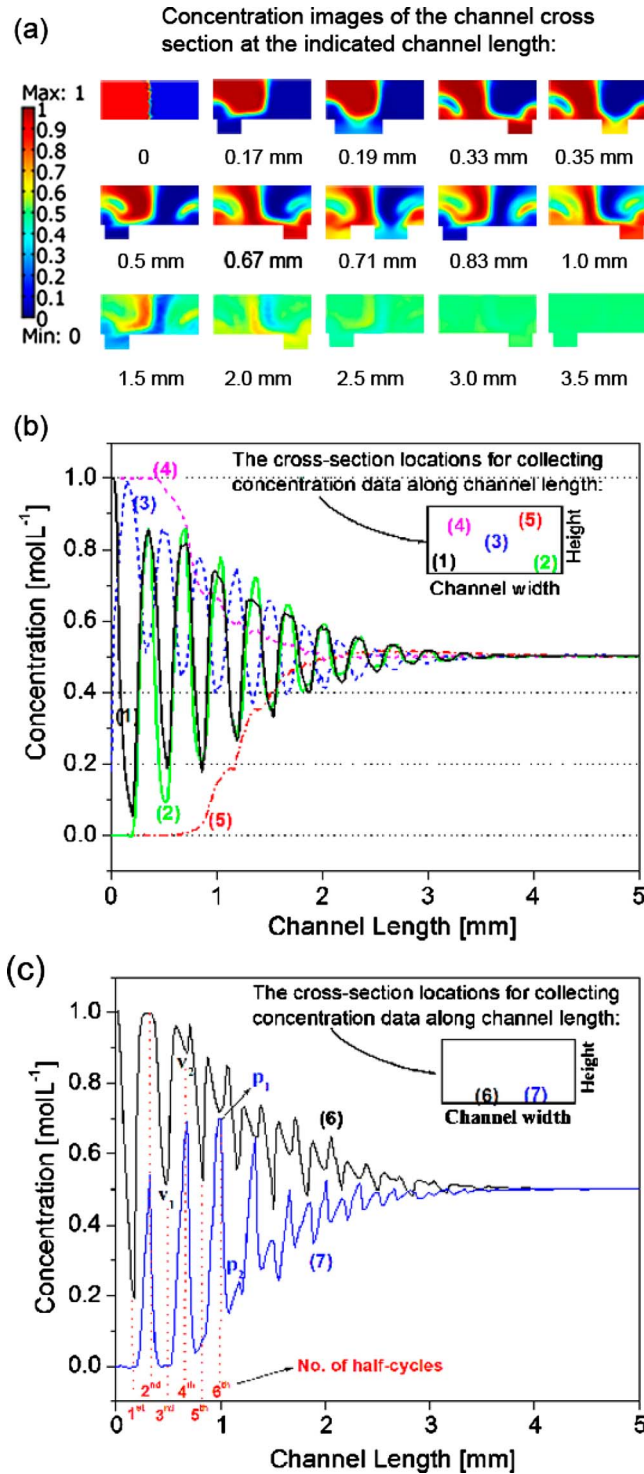 (a)
Concentration images of the channel cross
section at the indicated channel length:
Max: 1
1
0.9
0.8
0.7
0.6
0.5
0.4
0.3
0.2
0.1
0
Min: 0
0 0.17 mm 0.19 mm 0.33 mm 0.35 mm
0.5 mm 0.67 mm 0.71 mm 0.83 mm 1.0 mm
1.5 mm 2.0 mm 2.5 mm 3.0 mm 3.5 mm
(b)
The cross-section locations for collecting
concentration data along channel length:
(4)
(3)
(4) (5)
(3)
(1) (2)
Height
Channel width
(1)
(2)
(5)
Concentration [molL⁻¹]
1.0
0.8
0.6
0.4
0.2
0.0
0 1 2 3 4 5
Channel Length [mm]
(c)
The cross-section locations for collecting
concentration data along channel length:
(6) (7)
Height
Channel width
v₂
p₁
(6)
v₁
p₂
(7)
Concentration [molL⁻¹]
1.0
0.8
0.6
0.4
0.2
0.0
No. of half-cycles
2ⁿᵈ 4ᵗʰ 6ᵗʰ
1ˢᵗ 3ʳᵈ 5ᵗʰ
0 1 2 3 4 5
Channel Length [mm]